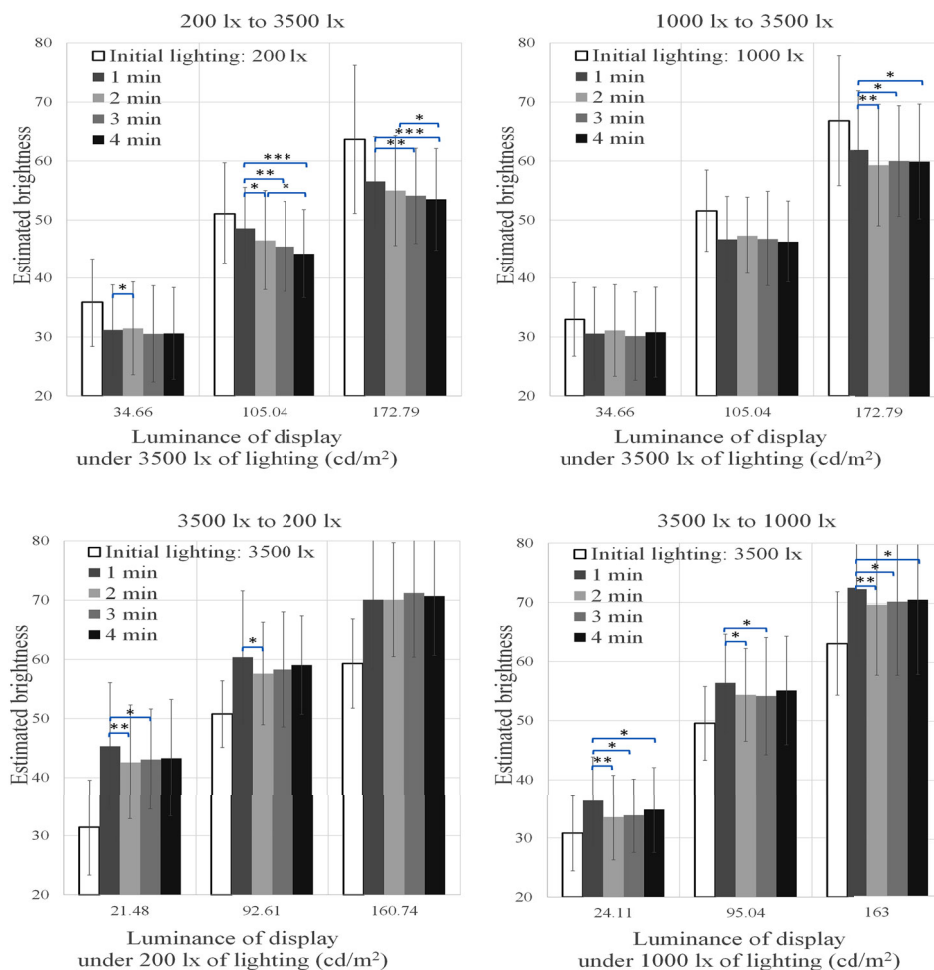 200 lx to 3500 lx
80
70
60
50
40
30
20
Estimated brightness
Initial lighting: 200 lx
1 min
2 min
3 min
4 min
*
***
**
*
*
*
***
**
34.66
105.04
172.79
Luminance of display
under 3500 lx of lighting (cd/m²)
1000 lx to 3500 lx
80
70
60
50
40
30
20
Estimated brightness
Initial lighting: 1000 lx
1 min
2 min
3 min
4 min
*
*
**
34.66
105.04
172.79
Luminance of display
under 3500 lx of lighting (cd/m²)
3500 lx to 200 lx
80
70
60
50
40
30
20
Estimated brightness
Initial lighting: 3500 lx
1 min
2 min
3 min
4 min
*
**
*
21.48
92.61
160.74
Luminance of display
under 200 lx of lighting (cd/m²)
3500 lx to 1000 lx
80
70
60
50
40
30
20
Estimated brightness
Initial lighting: 3500 lx
1 min
2 min
3 min
4 min
*
*
**
*
*
*
*
**
24.11
95.04
163
Luminance of display
under 1000 lx of lighting (cd/m²)